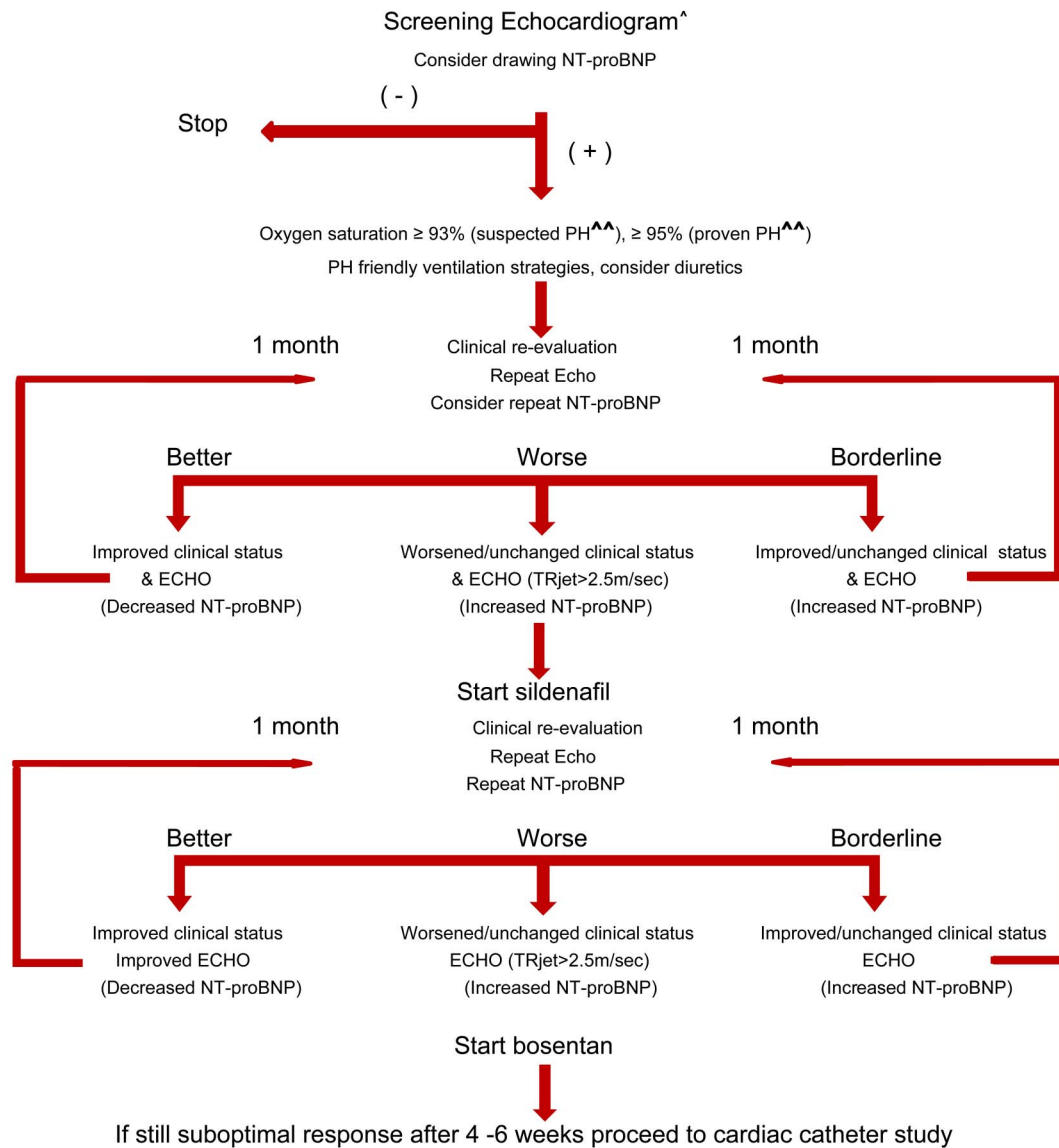 Screening Echocardiogram^
Consider drawing NT-proBNP
( - )
Stop
( + )
Oxygen saturation ≥ 93% (suspected PH^^), ≥ 95% (proven PH^^)
PH friendly ventilation strategies, consider diuretics
1 month
Clinical re-evaluation
1 month
Repeat Echo
Consider repeat NT-proBNP
Better
Worse
Borderline
Improved clinical status
& ECHO
(Decreased NT-proBNP)
Worsened/unchanged clinical status
& ECHO (TRjet>2.5m/sec)
(Increased NT-proBNP)
Improved/unchanged clinical status
& ECHO
(Increased NT-proBNP)
Start sildenafil
1 month
Clinical re-evaluation
1 month
Repeat Echo
Repeat NT-proBNP
Better
Worse
Borderline
Improved clinical status
Improved ECHO
(Decreased NT-proBNP)
Worsened/unchanged clinical status
ECHO (TRjet>2.5m/sec)
(Increased NT-proBNP)
Improved/unchanged clinical status
ECHO
(Increased NT-proBNP)
Start bosentan
If still suboptimal response after 4 -6 weeks proceed to cardiac catheter study